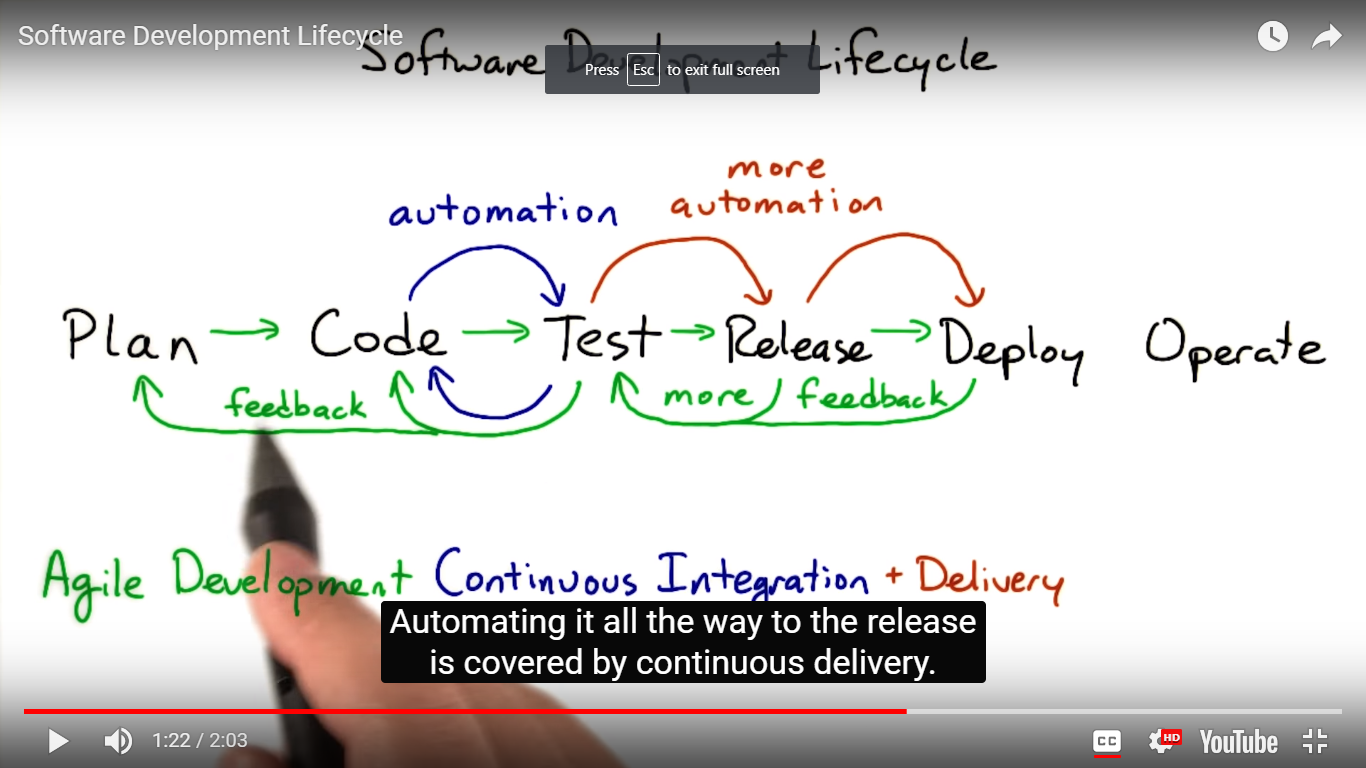 Software Development Lifecycle
Software Development Lifecycle
Press Esc to exit full screen
more
automation
automation
Plan → Code → Test → Release → Deploy Operate
feedback more feedback
Agile Development Continuous Integration + Delivery
Automating it all the way to the release
is covered by continuous delivery.
1:22 / 2:03
CC
HD
YouTube